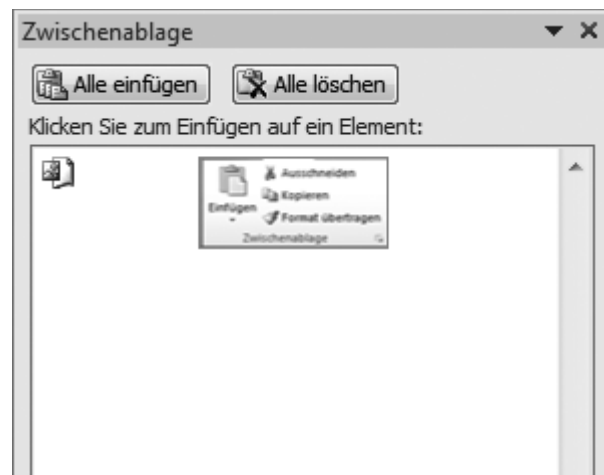 Zwischenablage
Alle einfügen Alle löschen
Klicken Sie zum Einfügen auf ein Element:
Ausschneiden
Kopieren
Einfügen
Format übertragen
Zwischenablage